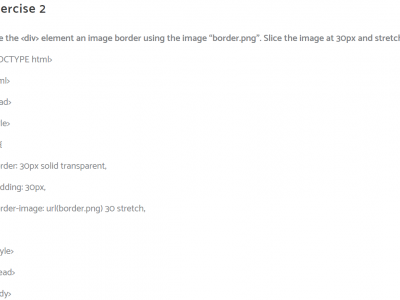 ercise 2
e the <div> element an image border using the image "border.png". Slice the image at 30px and stretch
OCTYPE html>
ml>
ad>
le>
{
rder: 30px solid transparent,
dding: 30px,
rder-image: url(border.png) 30 stretch,
yle>
ead>
dy>